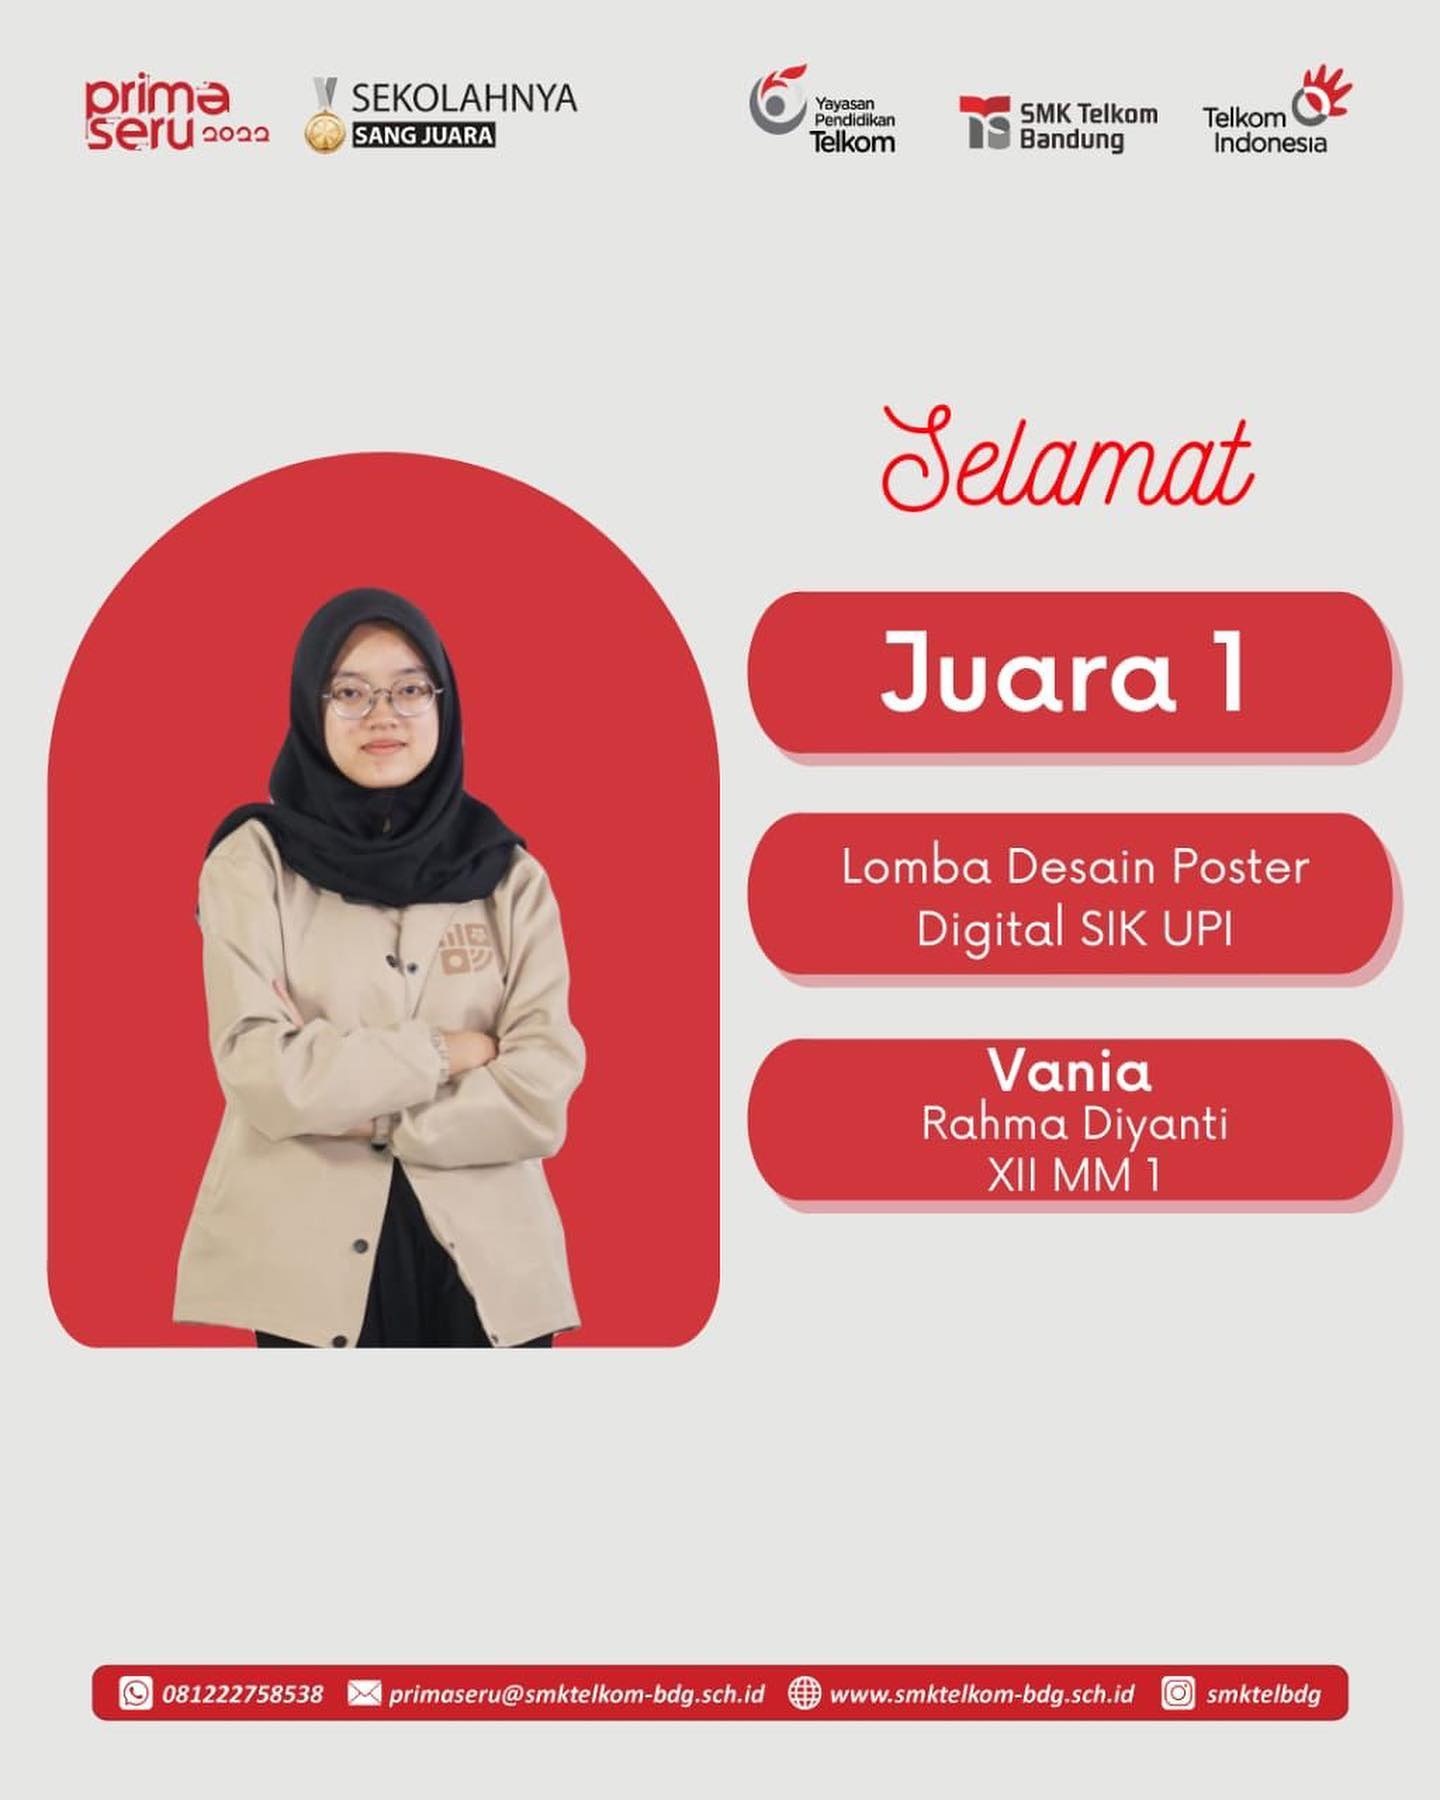 prima
seru 2022
SEKOLAHNYA
SANG JUARA
Yayasan
Pendidikan
Telkom
SMK Telkom
Bandung
Telkom
Indonesia
Selamat
Juara 1
Lomba Desain Poster
Digital SIK UPI
Vania
Rahma Diyanti
XII MM 1
081222758538 primaseru@smktelkom-bdg.sch.id www.smktelkom-bdg.sch.id smktelbdg